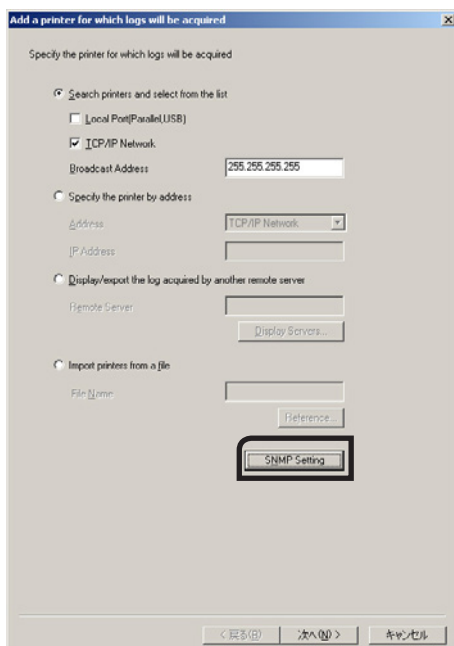 Add a printer for which logs will be acquired
Specify the printer for which logs will be acquired
Search printers and select from the list
Local Port(Parallel,USB)
TCP/IP Network
Broadcast Address 255.255.255.255
Specify the printer by address
Address TCP/IP Network
IP Address
Display/export the log acquired by another remote server
Remote Server
Display Servers...
Import printers from a file
File Name
Reference...
SNMP Setting
< 戻る(B) 次へ(N) > キャンセル